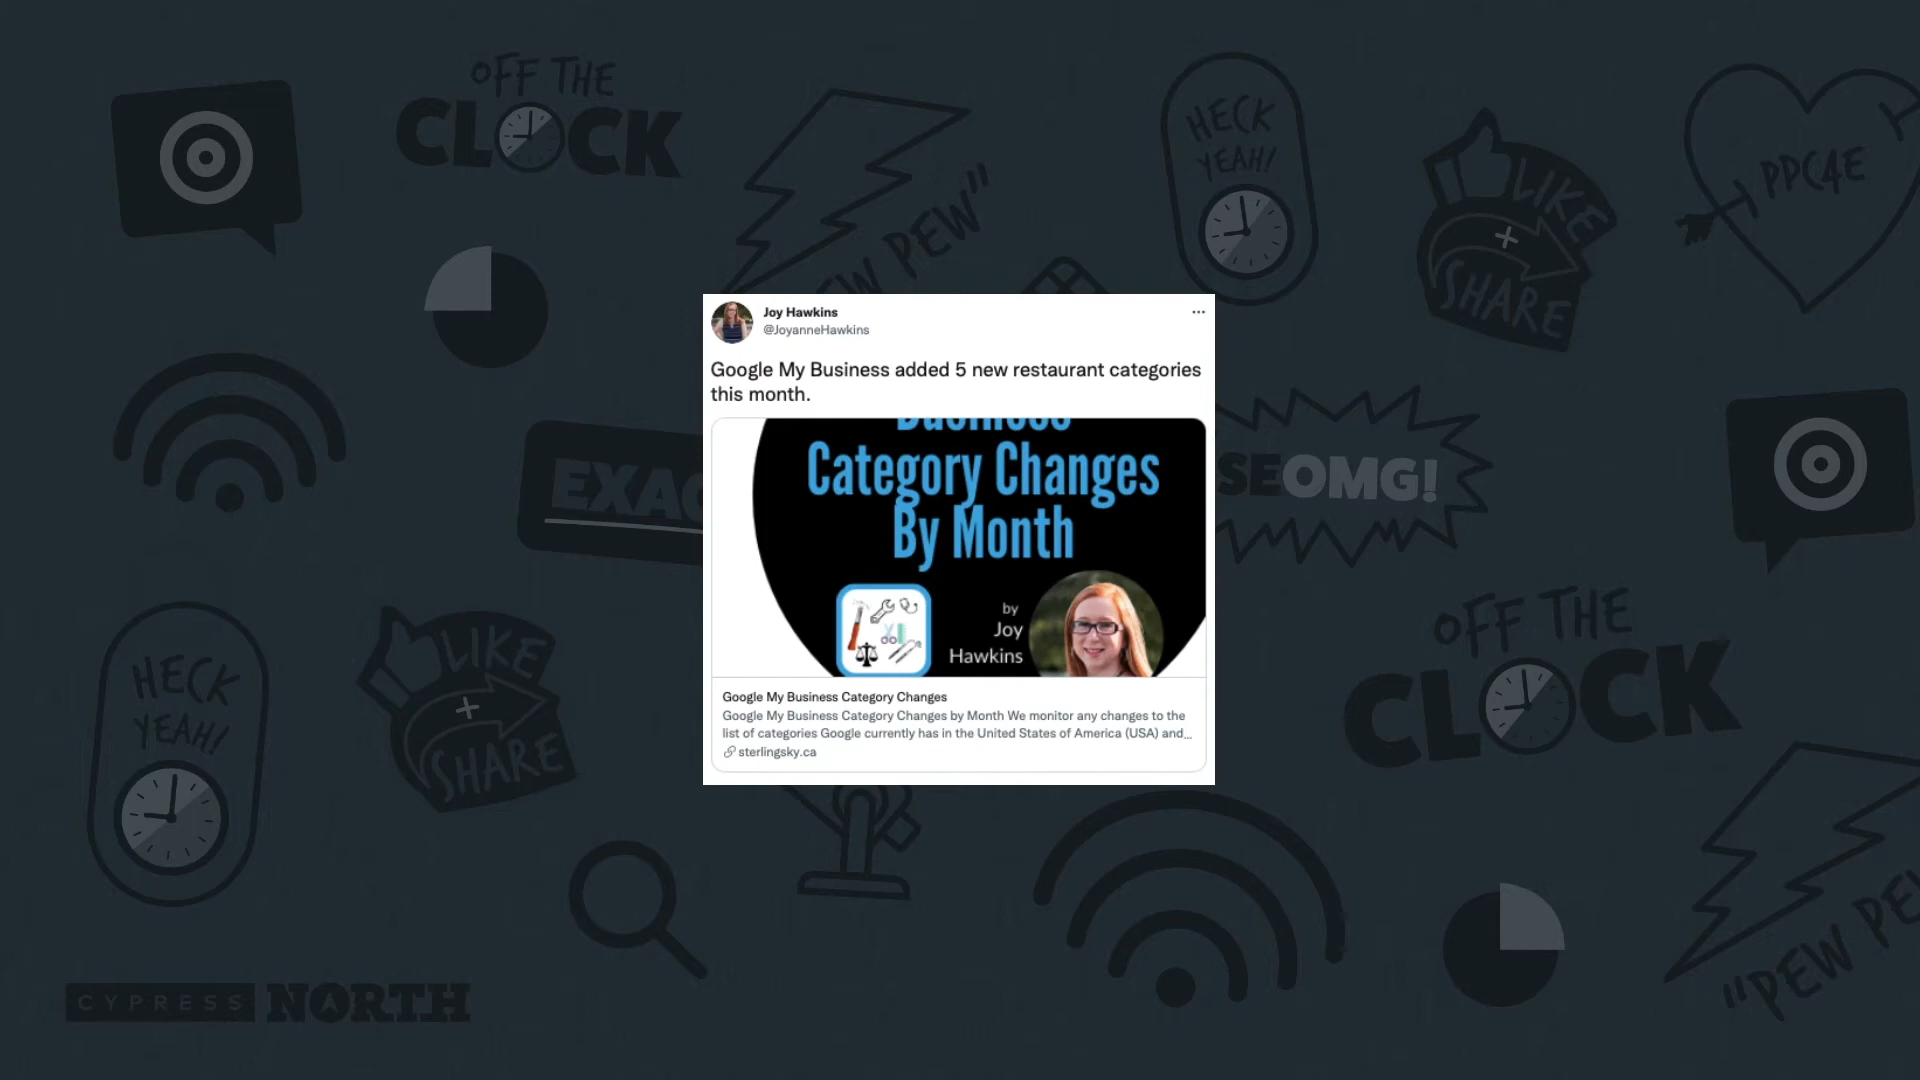 OFF THE
CLOCK
PEW"
HECK
YEAH!
LIKE
+
SHARE
PPC4E
Joy Hawkins
@JoyanneHawkins
Google My Business added 5 new restaurant categories
this month.
Business
Category Changes
By Month
by
Joy
Hawkins
Google My Business Category Changes
Google My Business Category Changes by Month We monitor any changes to the
list of categories Google currently has in the United States of America (USA) and...
sterlingsky.ca
SEOMG!
HECK
YEAH!
LIKE
+
SHARE
OFF THE
CLOCK
"PEW
CYPRESS NORTH